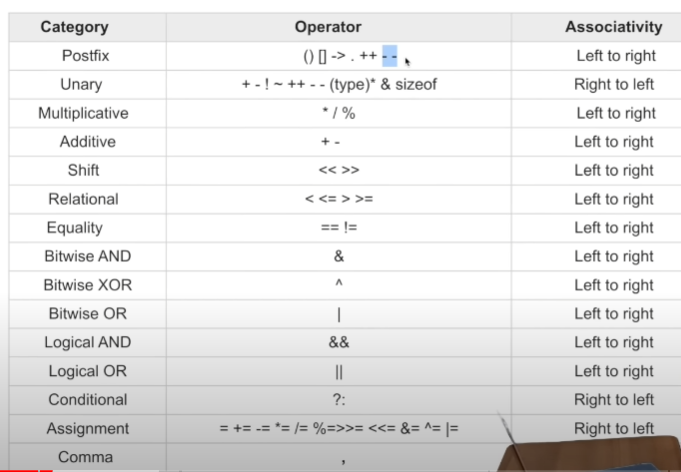 Category Operator Associativity
Postfix () [] -> . ++ - - Left to right
Unary + - ! ~ ++ - - (type)* & sizeof Right to left
Multiplicative * / % Left to right
Additive + - Left to right
Shift << >> Left to right
Relational < <= > >= Left to right
Equality == != Left to right
Bitwise AND & Left to right
Bitwise XOR ^ Left to right
Bitwise OR | Left to right
Logical AND && Left to right
Logical OR || Left to right
Conditional ?: Right to left
Assignment = += -= *= /= %=>>= <<= &= ^= |= Right to left
Comma ,